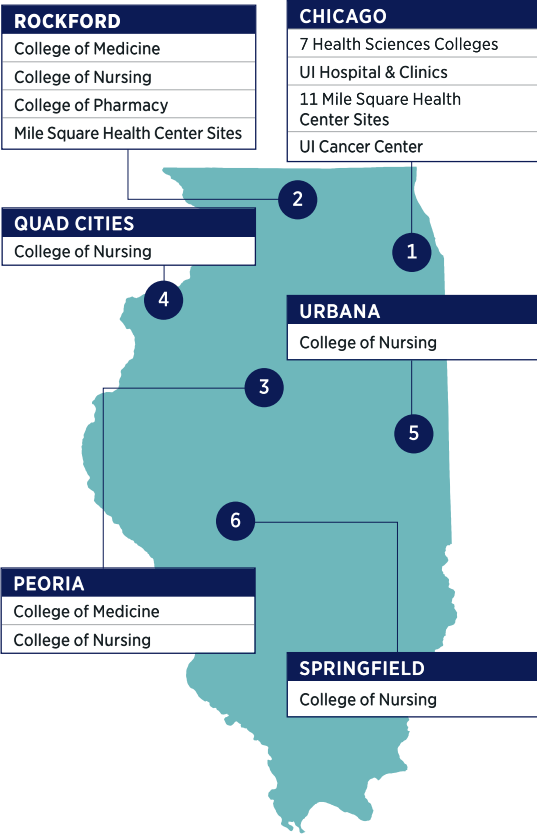 ROCKFORD
College of Medicine
College of Nursing
College of Pharmacy
Mile Square Health Center Sites
CHICAGO
7 Health Sciences Colleges
UI Hospital & Clinics
11 Mile Square Health
Center Sites
UI Cancer Center
2
QUAD CITIES
College of Nursing
1
4
URBANA
College of Nursing
3
5
6
PEORIA
College of Medicine
College of Nursing
SPRINGFIELD
College of Nursing